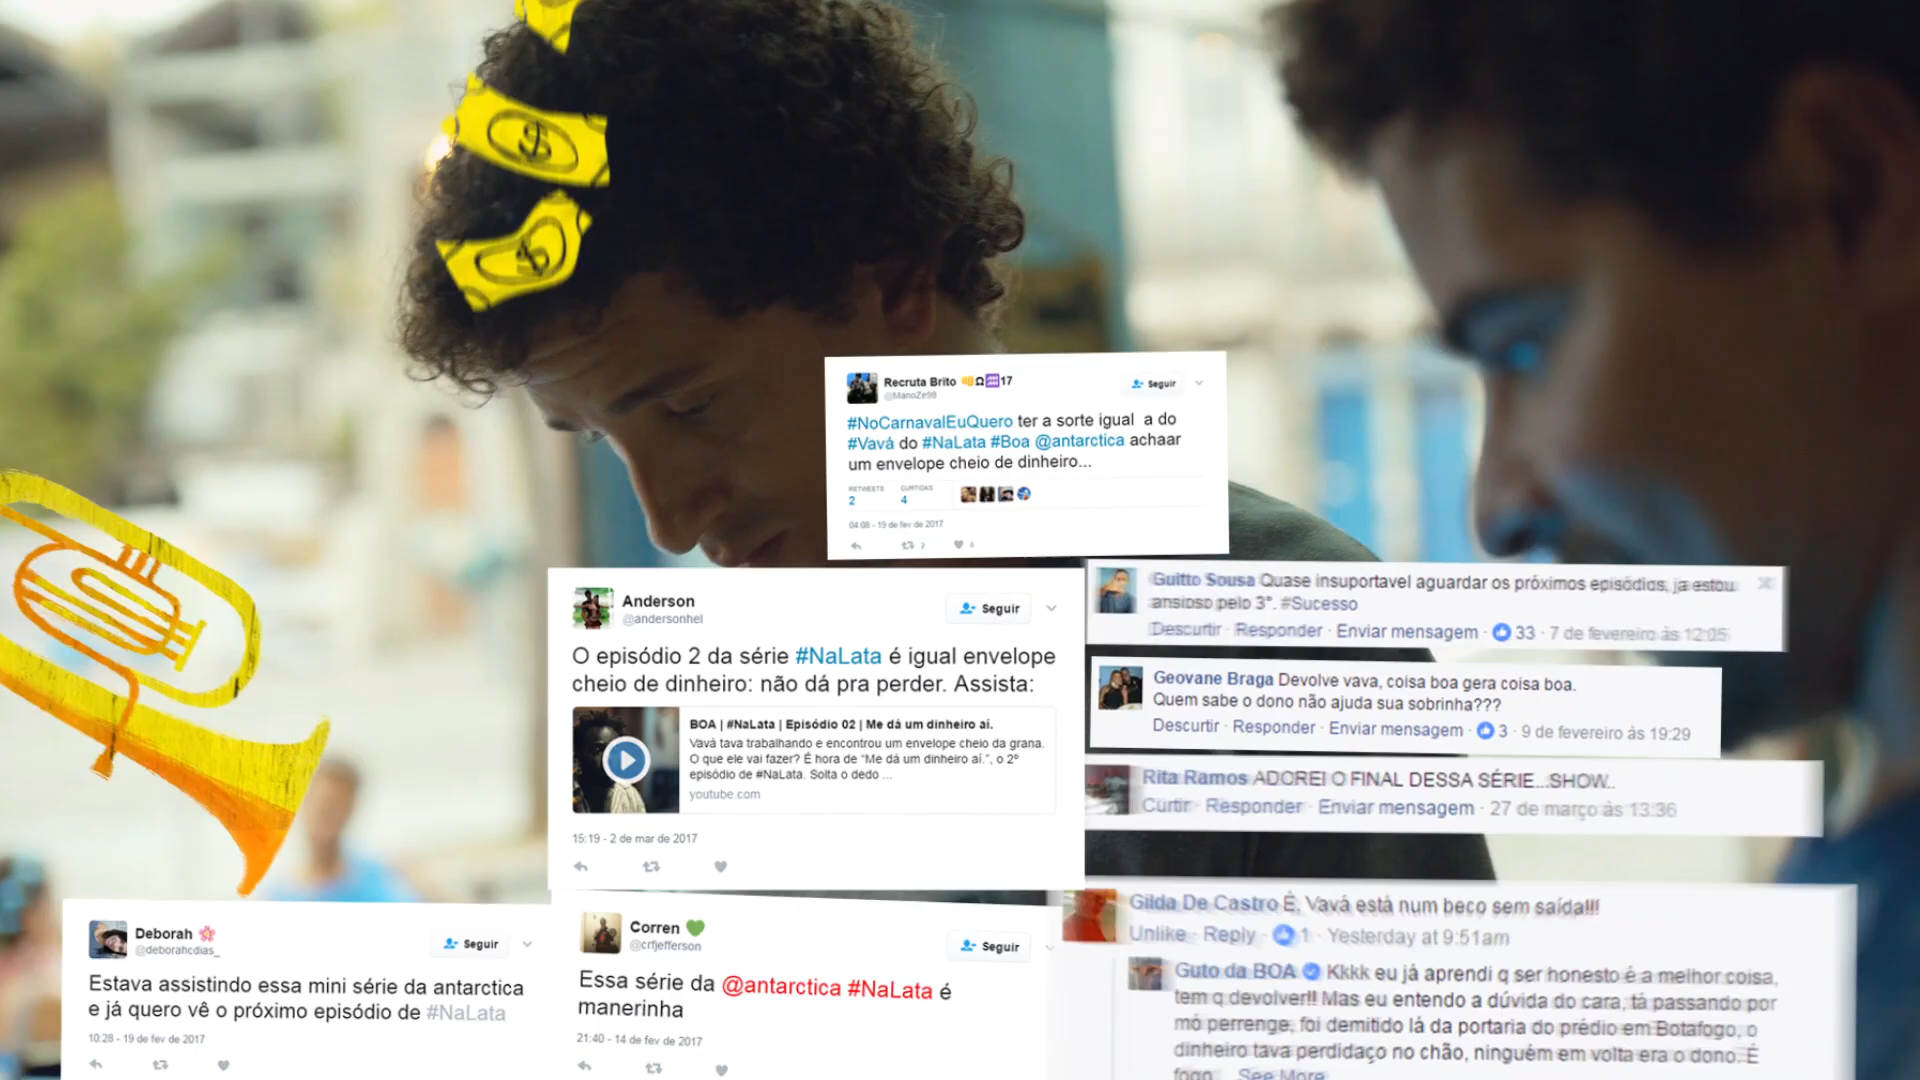 Recruta Brito 👊Ω♒17
@ManoZe98
Seguir
#NoCarnavalEuQuero ter a sorte igual a do
#Vavá do #NaLata #Boa @antarctica achaar
um envelope cheio de dinheiro...
RETWEETS
2
CURTIDAS
4
04:08 - 19 de fev de 2017
2
4
Anderson
@andersonhel
Seguir
O episódio 2 da série #NaLata é igual envelope
cheio de dinheiro: não dá pra perder. Assista:
BOA | #NaLata | Episódio 02 | Me dá um dinheiro aí.
Vavá tava trabalhando e encontrou um envelope cheio da grana.
O que ele vai fazer? É hora de "Me dá um dinheiro aí.", o 2º
episódio de #NaLata. Solta o dedo ...
youtube.com
15:19 - 2 de mar de 2017
Deborah
@deborahcdias_
Seguir
Estava assistindo essa mini série da antarctica
e já quero vê o próximo episódio de #NaLata
10:28 - 19 de fev de 2017
Corren 💚
@crfjefferson
Seguir
Essa série da @antarctica #NaLata é
manerinha
21:40 - 14 de fev de 2017
Guitto Sousa Quase insuportavel aguardar os próximos episódios, ja estou
ansioso pelo 3°. #Sucesso
Descurtir · Responder · Enviar mensagem · 33 · 7 de fevereiro às 12:05
Geovane Braga Devolve vava, coisa boa gera coisa boa.
Quem sabe o dono não ajuda sua sobrinha???
Descurtir · Responder · Enviar mensagem · 3 · 9 de fevereiro às 19:29
Rita Ramos ADOREI O FINAL DESSA SÉRIE...SHOW..
Curtir · Responder · Enviar mensagem · 27 de março às 13:36
Gilda De Castro É, Vavá está num beco sem saída!!!
Unlike · Reply · 1 · Yesterday at 9:51am
Guto da BOA Kkkk eu já aprendi q ser honesto é a melhor coisa,
tem q devolver!! Mas eu entendo a dúvida do cara, tá passando por
mó perrenge, foi demitido lá da portaria do prédio em Botafogo, o
dinheiro tava perdidaço no chão, ninguém em volta era o dono. É
fogo... See More